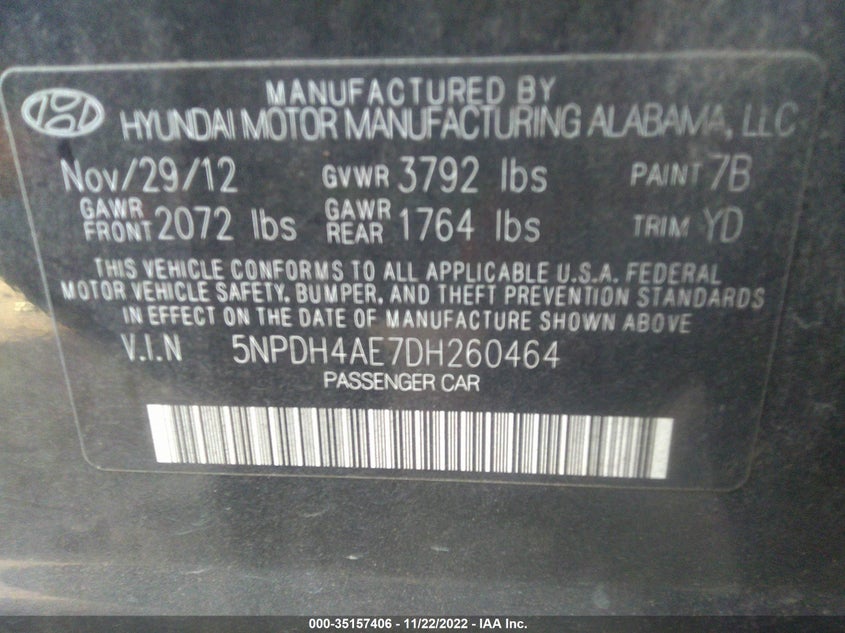 MANUFACTURED BY
HYUNDAI MOTOR MANUFACTURING ALABAMA, LLC
Nov/29/12 GVWR 3792 lbs PAINT 7B
GAWR FRONT 2072 lbs GAWR REAR 1764 lbs TRIM YD
THIS VEHICLE CONFORMS TO ALL APPLICABLE U.S.A. FEDERAL
MOTOR VEHICLE SAFETY, BUMPER, AND THEFT PREVENTION STANDARDS
IN EFFECT ON THE DATE OF MANUFACTURE SHOWN ABOVE
V.I.N 5NPDH4AE7DH260464
PASSENGER CAR
000-35157406 - 11/22/2022 - IAA Inc.